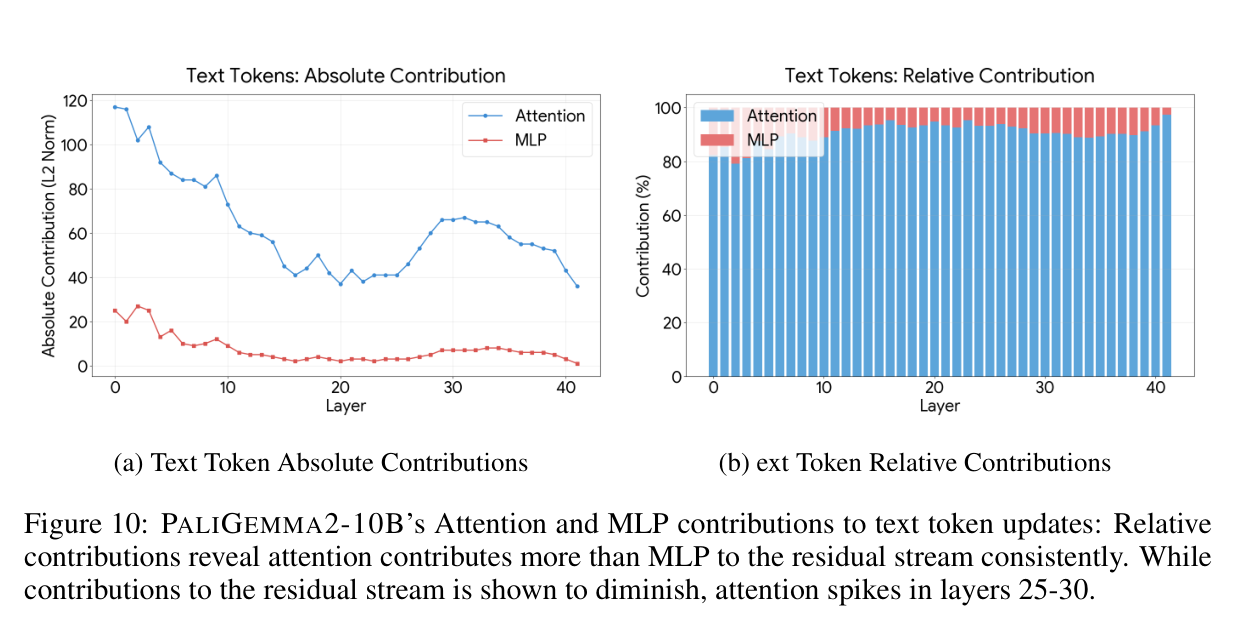 Text Tokens: Absolute Contribution
Absolute Contribution (L2 Norm)
120
100
80
60
40
20
0
Attention
MLP
0 10 20 30 40
Layer
(a) Text Token Absolute Contributions
Text Tokens: Relative Contribution
Contribution (%)
100
80
60
40
20
0
Attention
MLP
0 10 20 30 40
Layer
(b) ext Token Relative Contributions
Figure 10: PALIGEMMA2-10B's Attention and MLP contributions to text token updates: Relative
contributions reveal attention contributes more than MLP to the residual stream consistently. While
contributions to the residual stream is shown to diminish, attention spikes in layers 25-30.